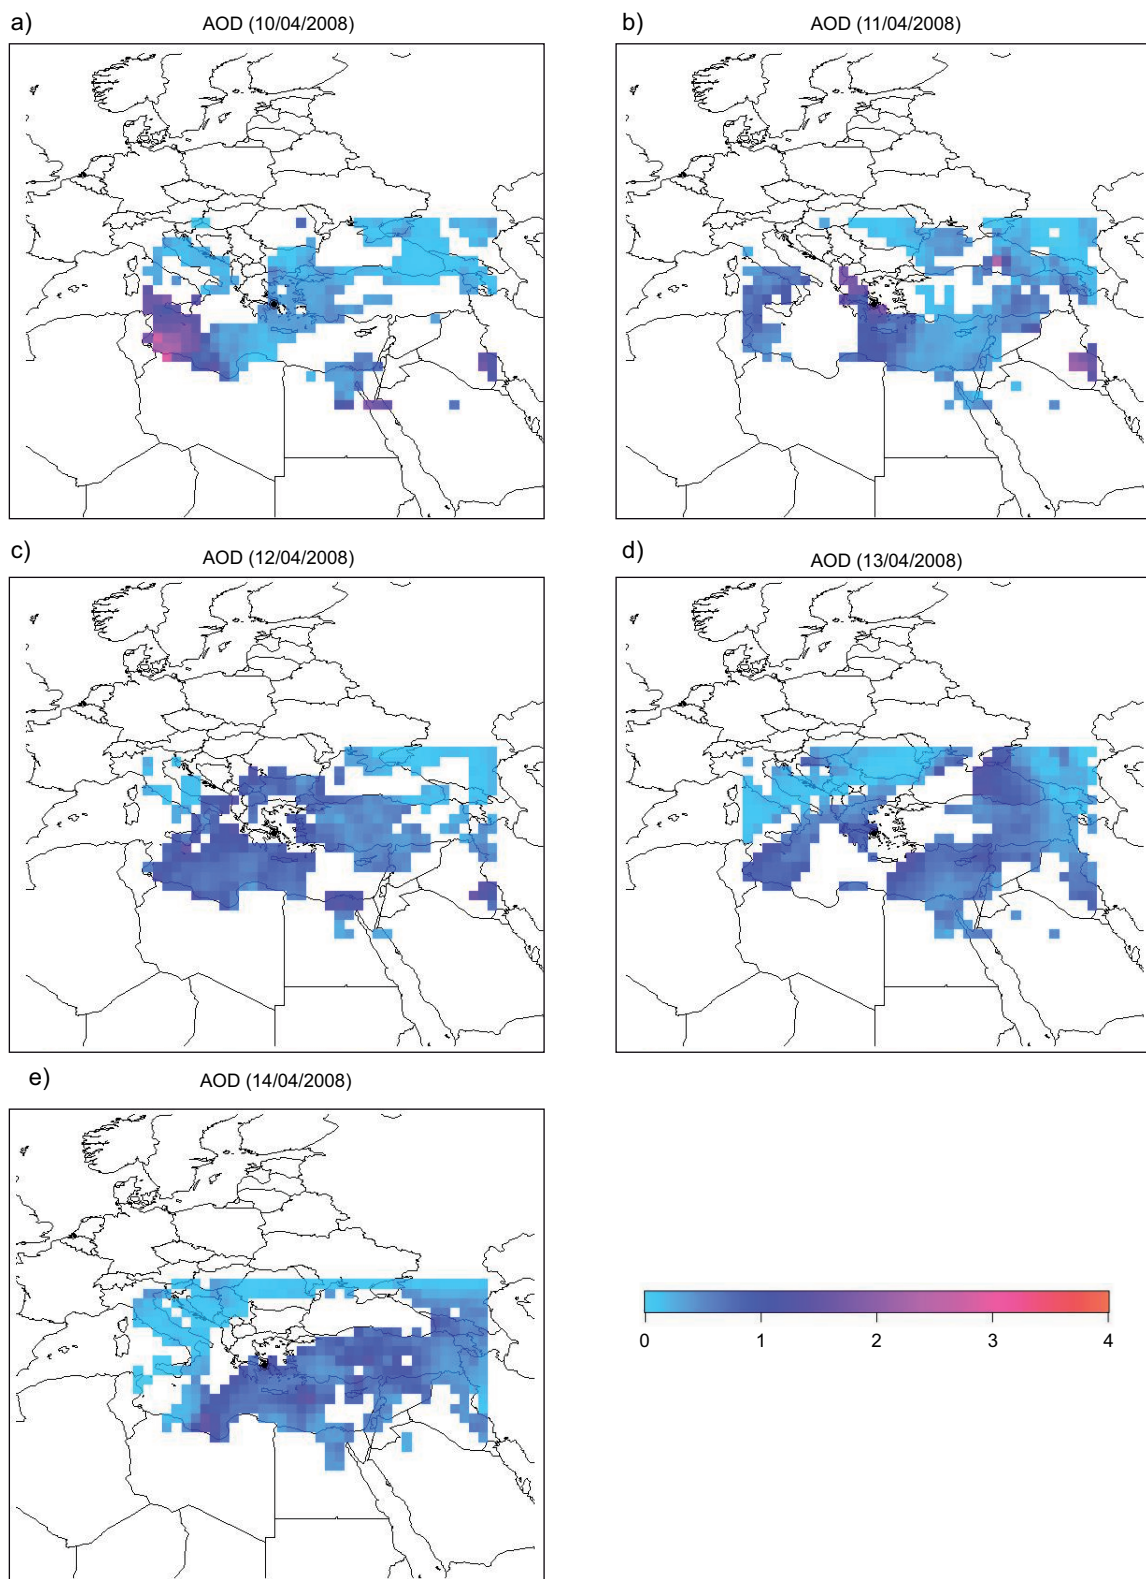 a)
AOD (10/04/2008)
b)
AOD (11/04/2008)
c)
AOD (12/04/2008)
d)
AOD (13/04/2008)
e)
AOD (14/04/2008)
0 1 2 3 4